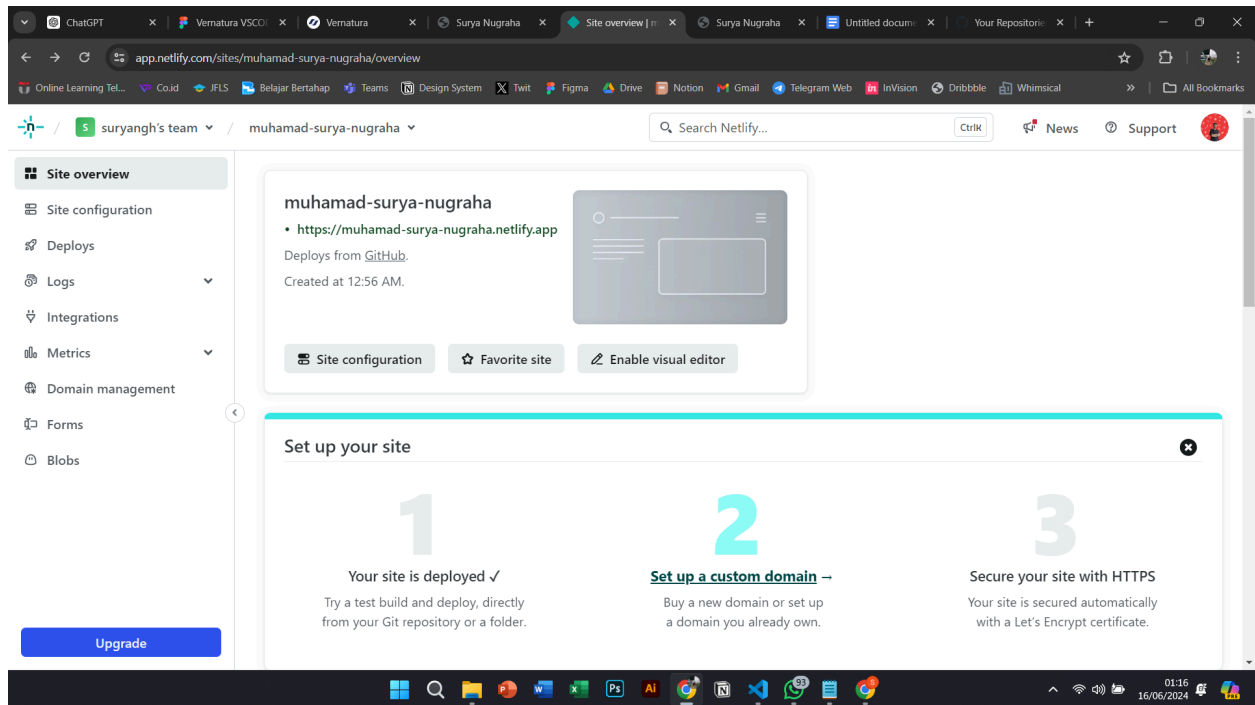 ChatGPT
Vernatura VSCO
Vernatura
Surya Nugraha
Site overview | m
Surya Nugraha
Untitled docume
Your Repositorie
app.netlify.com/sites/muhamad-surya-nugraha/overview
Online Learning Tel...
Co.id
JFLS
Belajar Bertahap
Teams
Design System
Twit
Figma
Drive
Notion
Gmail
Telegram Web
InVision
Dribbble
Whimsical
All Bookmarks
suryangh's team / muhamad-surya-nugraha
Search Netlify...
CtrlK
News
Support
Site overview
Site configuration
Deploys
Logs
Integrations
Metrics
Domain management
Forms
Blobs
Upgrade
muhamad-surya-nugraha
• https://muhamad-surya-nugraha.netlify.app
Deploys from GitHub.
Created at 12:56 AM.
Site configuration
Favorite site
Enable visual editor
Set up your site
1
Your site is deployed ✓
Try a test build and deploy, directly
from your Git repository or a folder.
2
Set up a custom domain →
Buy a new domain or set up
a domain you already own.
3
Secure your site with HTTPS
Your site is secured automatically
with a Let's Encrypt certificate.
93
01:16
16/06/2024